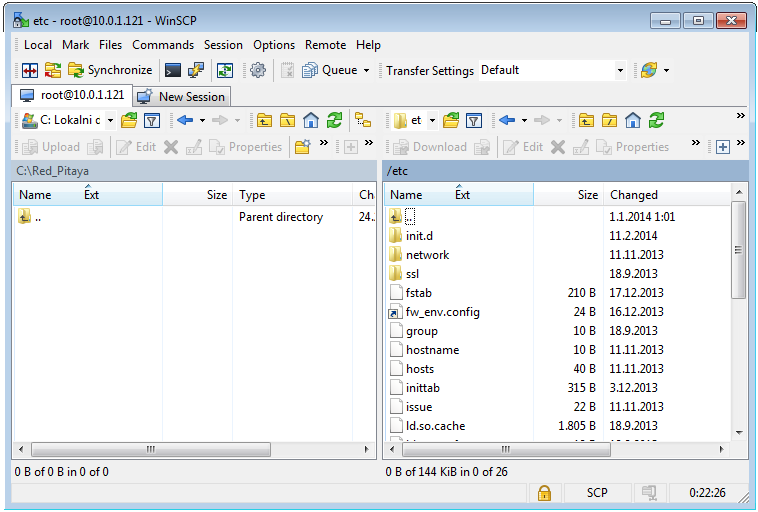 etc - root@10.0.1.121 - WinSCP
Local Mark Files Commands Session Options Remote Help
Synchronize Queue Transfer Settings Default
root@10.0.1.121 New Session
C: Lokalni d et
Upload Edit Properties Download Edit Properties
C:\Red_Pitaya /etc
Name Ext Size Type Ch Name Ext Size Changed
.. Parent directory 24.. .. 1.1.2014 1:01
init.d 11.2.2014
network 11.11.2013
ssl 18.9.2013
fstab 210 B 17.12.2013
fw_env.config 24 B 16.12.2013
group 10 B 18.9.2013
hostname 10 B 11.11.2013
hosts 40 B 11.11.2013
inittab 315 B 3.12.2013
issue 22 B 11.11.2013
ld.so.cache 1.805 B 18.9.2013
0 B of 0 B in 0 of 0 0 B of 144 KiB in 0 of 26
SCP 0:22:26